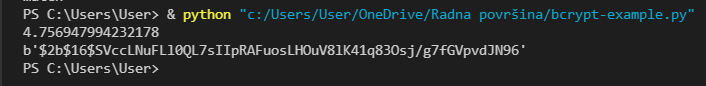 PS C:\Users\User> & python "c:/Users/User/OneDrive/Radna površina/bcrypt-example.py"
4.756947994232178
b'$2b$16$SVccLNuFLl0QL7sIIpRAFuosLHOuV8lK41q83Osj/g7fGVpvdJN96'
PS C:\Users\User>